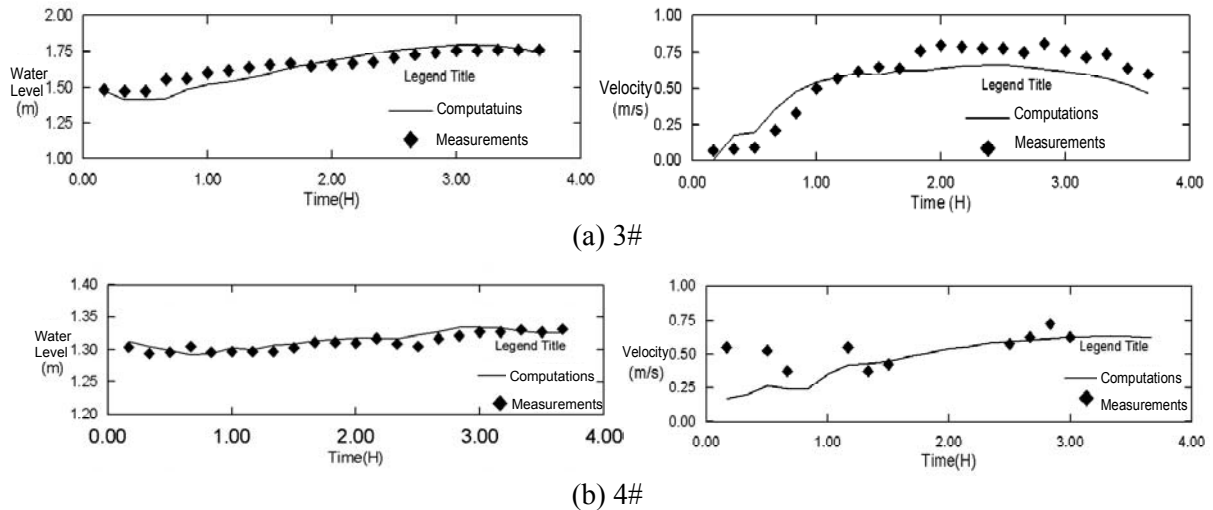 2.00
1.75
1.50
1.25
1.00
Water
Level
(m)
Legend Title
Computatuins
Measurements
0.00 1.00 2.00 3.00 4.00
Time(H)
1.00
0.75
0.50
0.25
0.00
Velocity
(m/s)
Legend Title
Computations
Measurements
0.00 1.00 2.00 3.00 4.00
Time (H)
(a) 3#
1.40
1.33
1.30
1.25
1.20
Water
Level
(m)
Legend Title
Computations
Measurements
0.00 1.00 2.00 3.00 4.00
Time(H)
1.00
0.75
0.50
0.25
0.00
Velocity
(m/s)
Legend Title
Computations
Measurements
0.00 1.00 2.00 3.00 4.00
Time(H)
(b) 4#